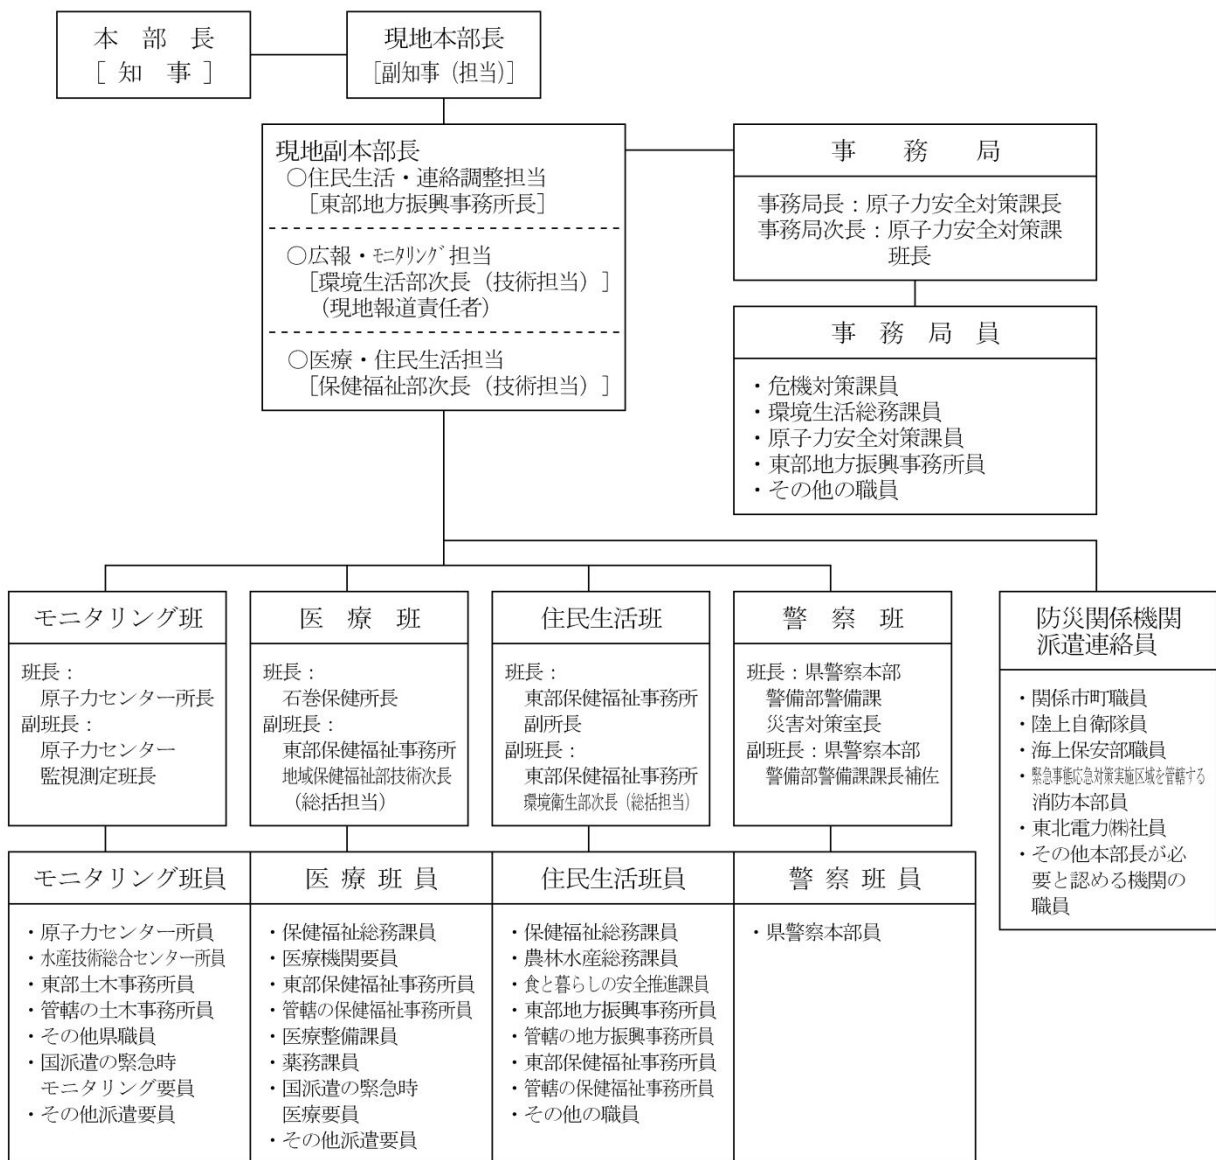 本部長
[知事]
現地本部長
[副知事（担当）]
現地副本部長
○住民生活・連絡調整担当
[東部地方振興事務所長]
○広報・ﾓﾆﾀﾘﾝｸﾞ担当
[環境生活部次長（技術担当）]
（現地報道責任者）
○医療・住民生活担当
[保健福祉部次長（技術担当）]
事務局
事務局長：原子力安全対策課長
事務局次長：原子力安全対策課
班長
事務局員
・危機対策課員
・環境生活総務課員
・原子力安全対策課員
・東部地方振興事務所員
・その他の職員
モニタリング班
班長：
原子力センター所長
副班長：
原子力センター
監視測定班長
医療班
班長：
石巻保健所長
副班長：
東部保健福祉事務所
地域保健福祉部技術次長
（総括担当）
住民生活班
班長：
東部保健福祉事務所
副所長
副班長：
東部保健福祉事務所
環境衛生部次長（総括担当）
警察班
班長：県警察本部
警備部警備課
災害対策室長
副班長：県警察本部
警備部警備課課長補佐
防災関係機関
派遣連絡員
・関係市町職員
・陸上自衛隊員
・海上保安部職員
・緊急事態応急対策実施区域を管轄する
消防本部員
・東北電力㈱社員
・その他本部長が必
要と認める機関の
職員
モニタリング班員
・原子力センター所員
・水産技術総合センター所員
・東部土木事務所員
・管轄の土木事務所員
・その他県職員
・国派遣の緊急時
モニタリング要員
・その他派遣要員
医療班員
・保健福祉総務課員
・医療機関要員
・東部保健福祉事務所員
・管轄の保健福祉事務所員
・医療整備課員
・薬務課員
・国派遣の緊急時
医療要員
・その他派遣要員
住民生活班員
・保健福祉総務課員
・農林水産総務課員
・食と暮らしの安全推進課員
・東部地方振興事務所員
・管轄の地方振興事務所員
・東部保健福祉事務所員
・管轄の保健福祉事務所員
・その他の職員
警察班員
・県警察本部員